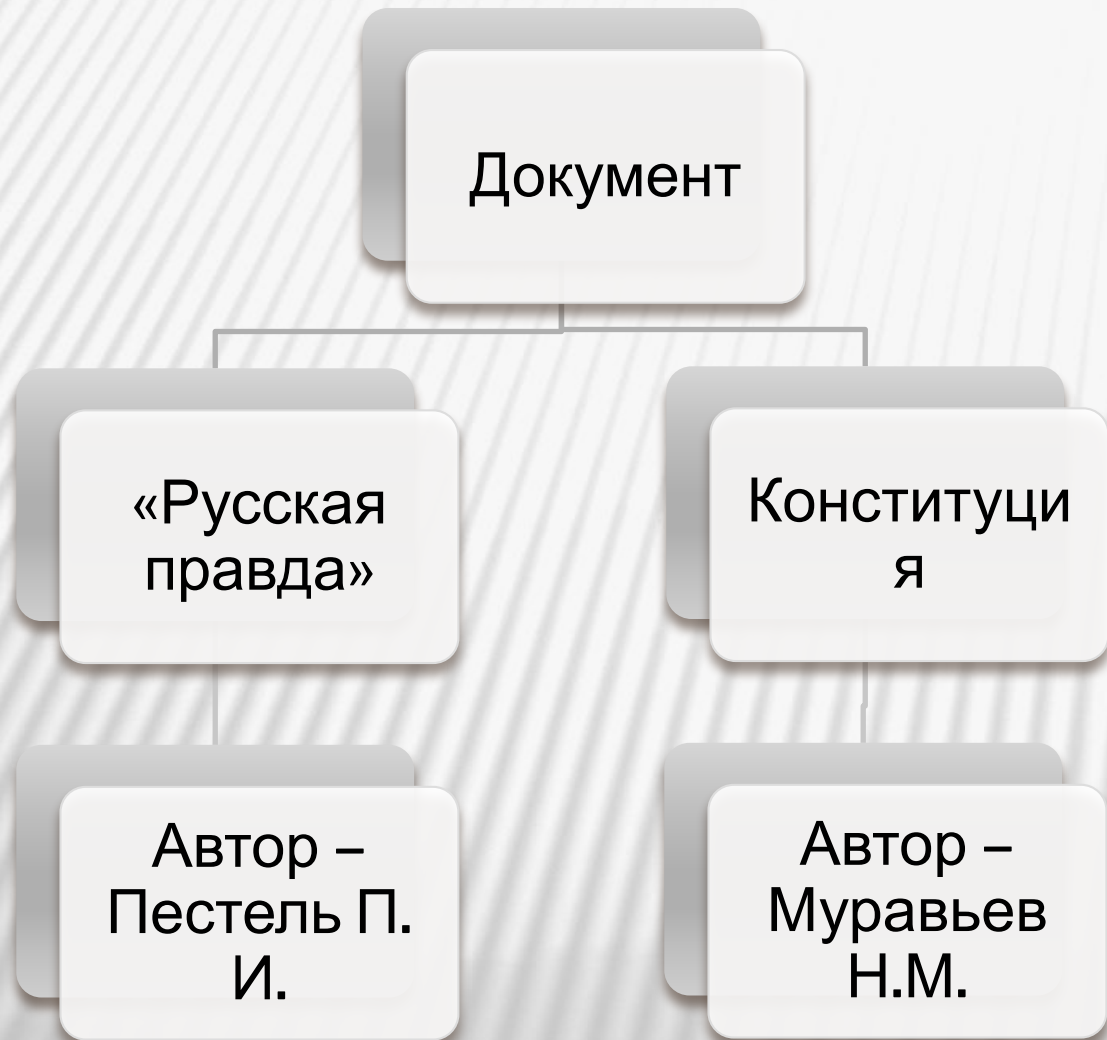 Документ
«Русская
правда»
Конституци
я
Автор –
Пестель П.
И.
Автор –
Муравьев
Н.М.